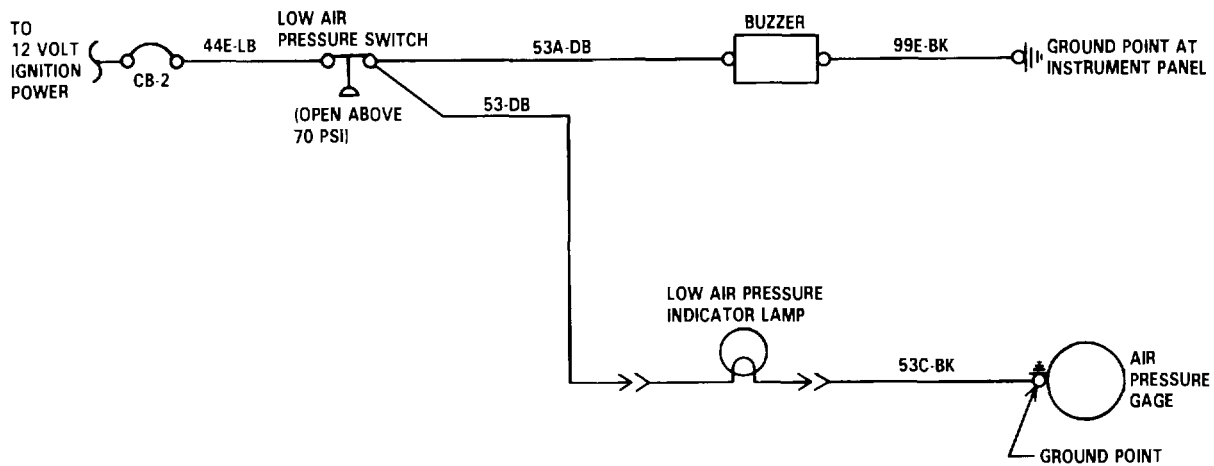 TO
12 VOLT
IGNITION
POWER
CB-2
44E-LB
LOW AIR
PRESSURE SWITCH
(OPEN ABOVE
70 PSI)
53A-DB
53-DB
BUZZER
99E-BK
GROUND POINT AT
INSTRUMENT PANEL
LOW AIR PRESSURE
INDICATOR LAMP
53C-BK
AIR
PRESSURE
GAGE
GROUND POINT